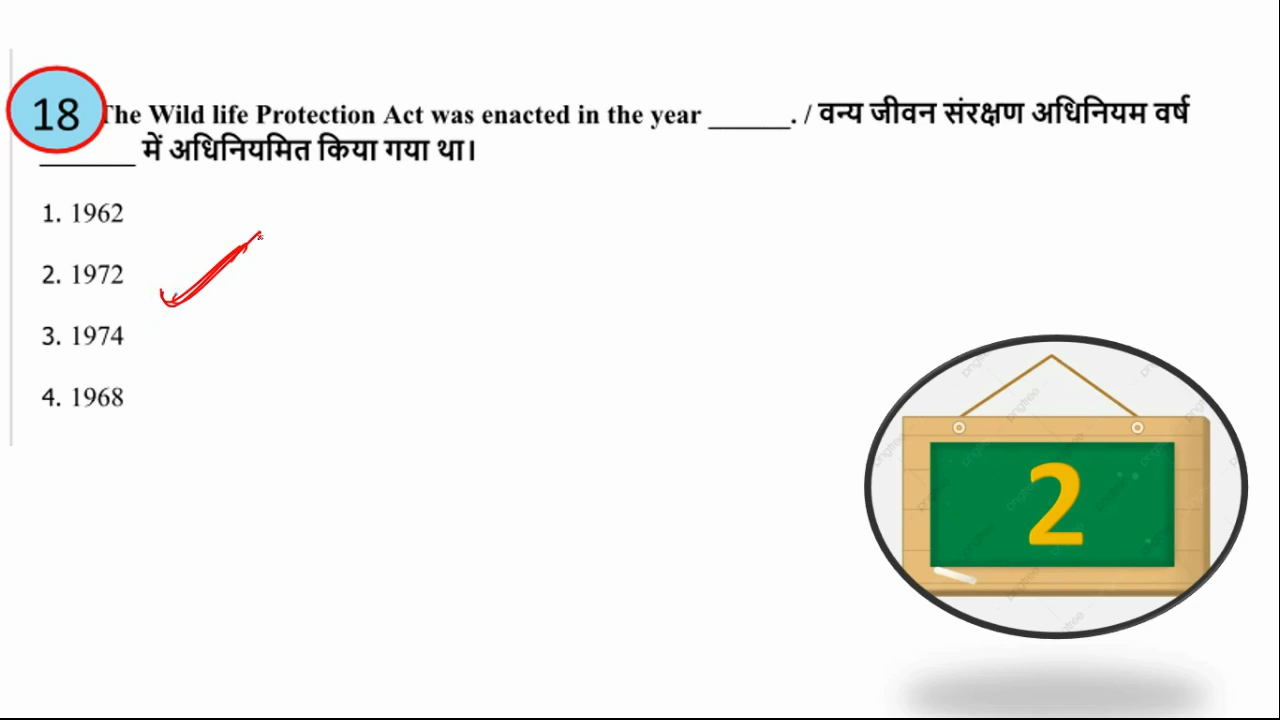 18 The Wild life Protection Act was enacted in the year ______. / वन्य जीवन संरक्षण अधिनियम वर्ष
_______ में अधिनियमित किया गया था।
1. 1962
2. 1972
3. 1974
4. 1968
2